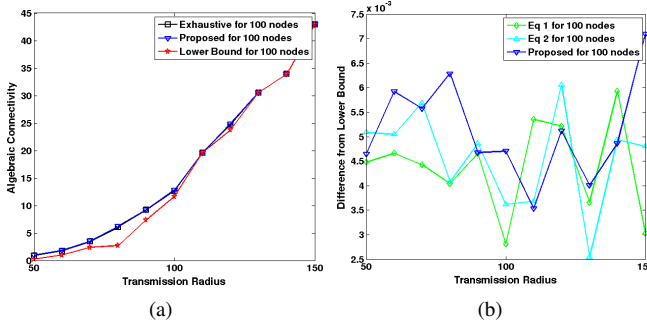 (a)
45
40
35
30
25
20
15
10
5
0
50
100
150
Algebraic Connectivity
Transmission Radius
Exhaustive for 100 nodes
Proposed for 100 nodes
Lower Bound for 100 nodes
(a)
(b)
x 10⁻³
7.5
7
6.5
6
5.5
5
4.5
4
3.5
3
2.5
50
100
150
Difference from Lower Bound
Transmission Radius
Eq 1 for 100 nodes
Eq 2 for 100 nodes
Proposed for 100 nodes
(b)